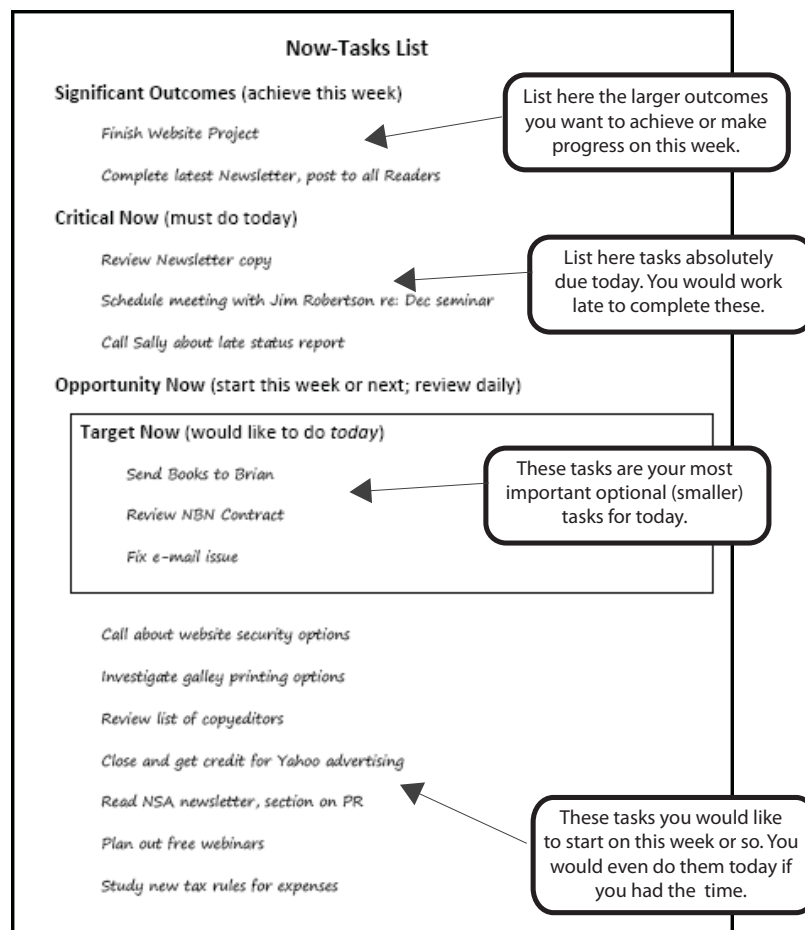 Now-Tasks List
Significant Outcomes (achieve this week)
Finish Website Project
Complete latest Newsletter, post to all Readers
List here the larger outcomes
you want to achieve or make
progress on this week.
Critical Now (must do today)
Review Newsletter copy
Schedule meeting with Jim Robertson re: Dec seminar
Call Sally about late status report
List here tasks absolutely
due today. You would work
late to complete these.
Opportunity Now (start this week or next; review daily)
Target Now (would like to do today)
Send Books to Brian
Review NBN Contract
Fix e-mail issue
These tasks are your most
important optional (smaller)
tasks for today.
Call about website security options
Investigate galley printing options
Review list of copyeditors
Close and get credit for Yahoo advertising
Read NSA newsletter, section on PR
Plan out free webinars
Study new tax rules for expenses
These tasks you would like
to start on this week or so. You
would even do them today if
you had the time.